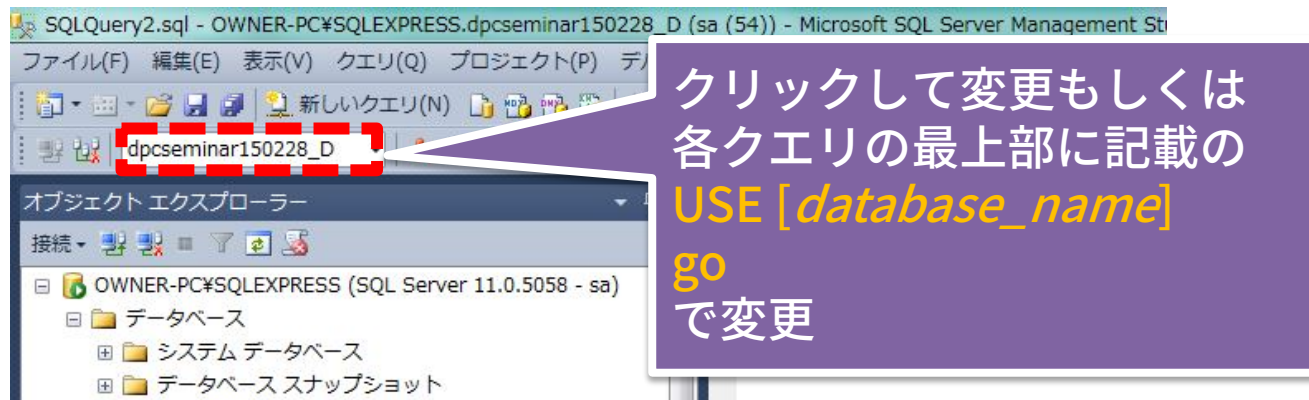 SQLQuery2.sql - OWNER-PC¥SQLEXPRESS.dpcseminar150228_D (sa (54)) - Microsoft SQL Server Management
ファイル(F) 編集(E) 表示(V) クエリ(Q) プロジェクト(P)
新しいクエリ(N)
dpcseminar150228_D
オブジェクト エクスプローラー
接続
OWNER-PC¥SQLEXPRESS (SQL Server 11.0.5058 - sa)
データベース
システム データベース
データベース スナップショット
クリックして変更もしくは
各クエリの最上部に記載の
USE [database_name]
go
で変更